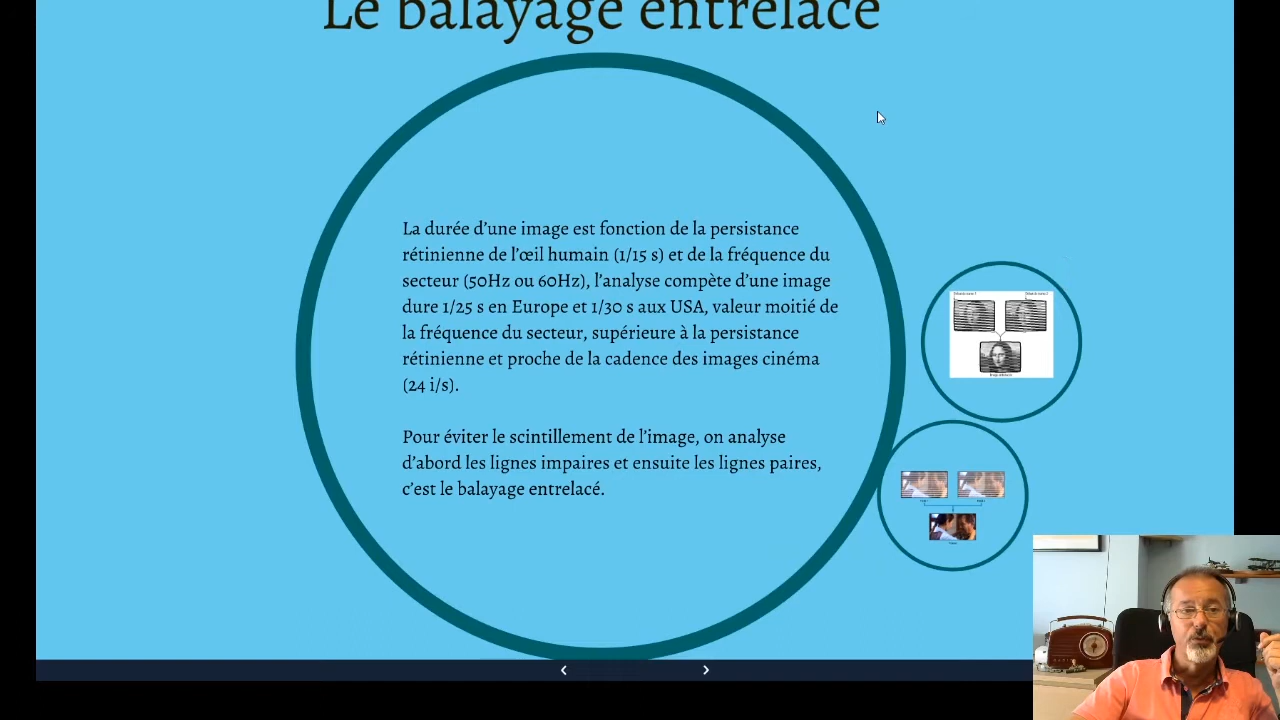 Le balayage entrelacé
La durée d’une image est fonction de la persistance
rétinienne de l’œil humain (1/15 s) et de la fréquence du
secteur (50Hz ou 60Hz), l’analyse compète d’une image
dure 1/25 s en Europe et 1/30 s aux USA, valeur moitié de
la fréquence du secteur, supérieure à la persistance
rétinienne et proche de la cadence des images cinéma
(24 i/s).
Pour éviter le scintillement de l’image, on analyse
d’abord les lignes impaires et ensuite les lignes paires,
c’est le balayage entrelacé.